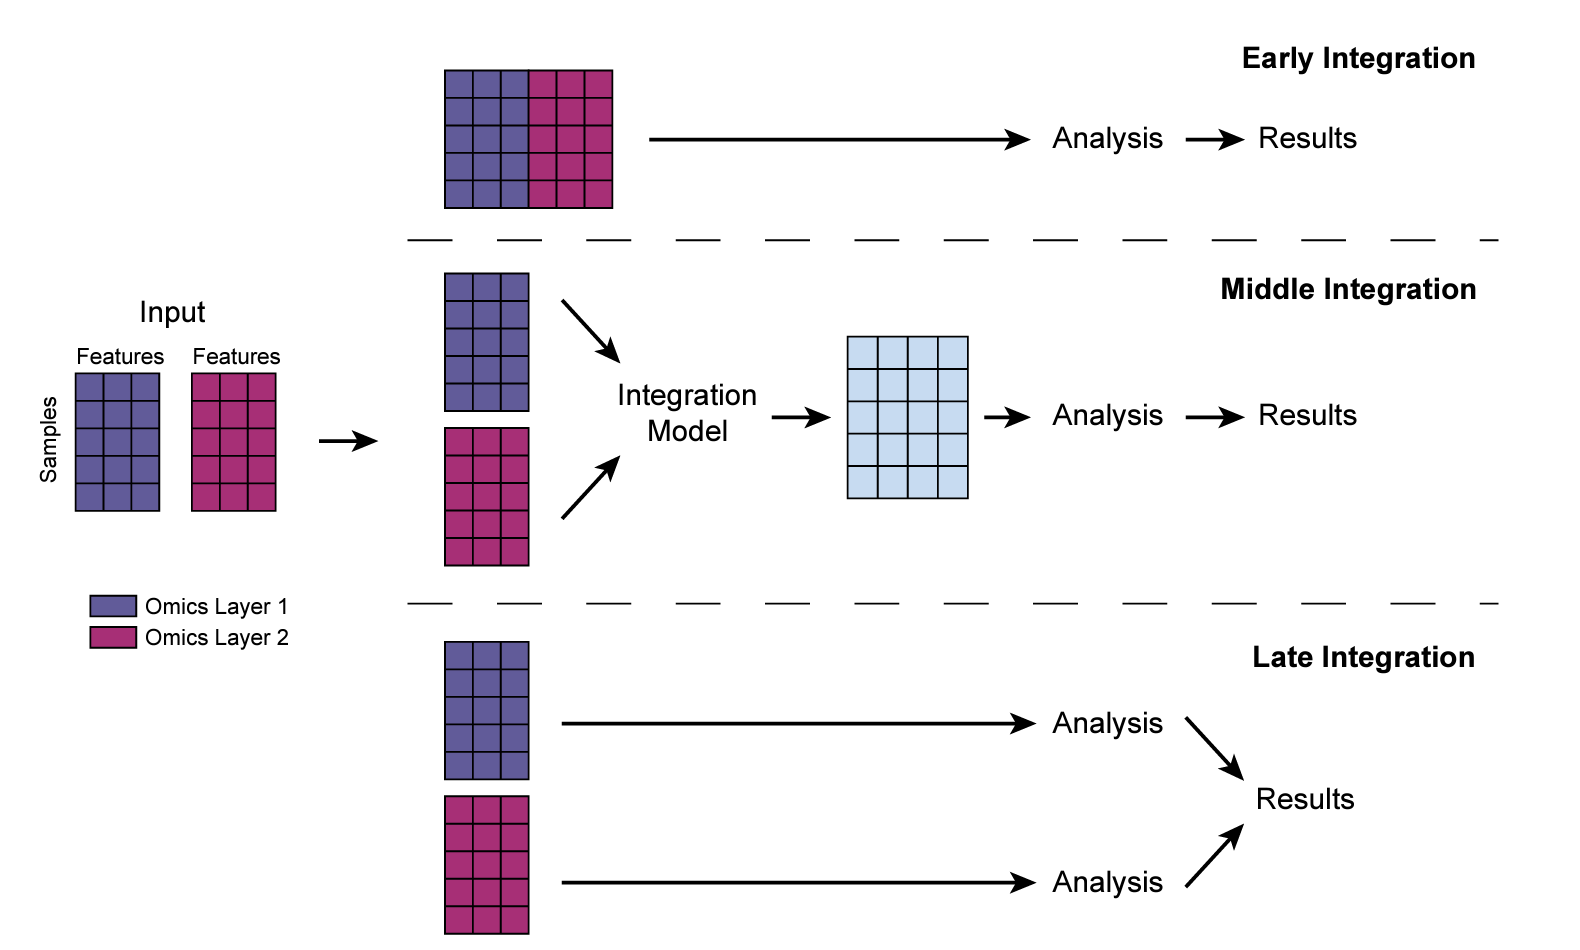 Early Integration
Analysis
Results
Middle Integration
Input
Features
Features
Samples
Integration
Model
Analysis
Results
Omics Layer 1
Omics Layer 2
Late Integration
Analysis
Results
Analysis